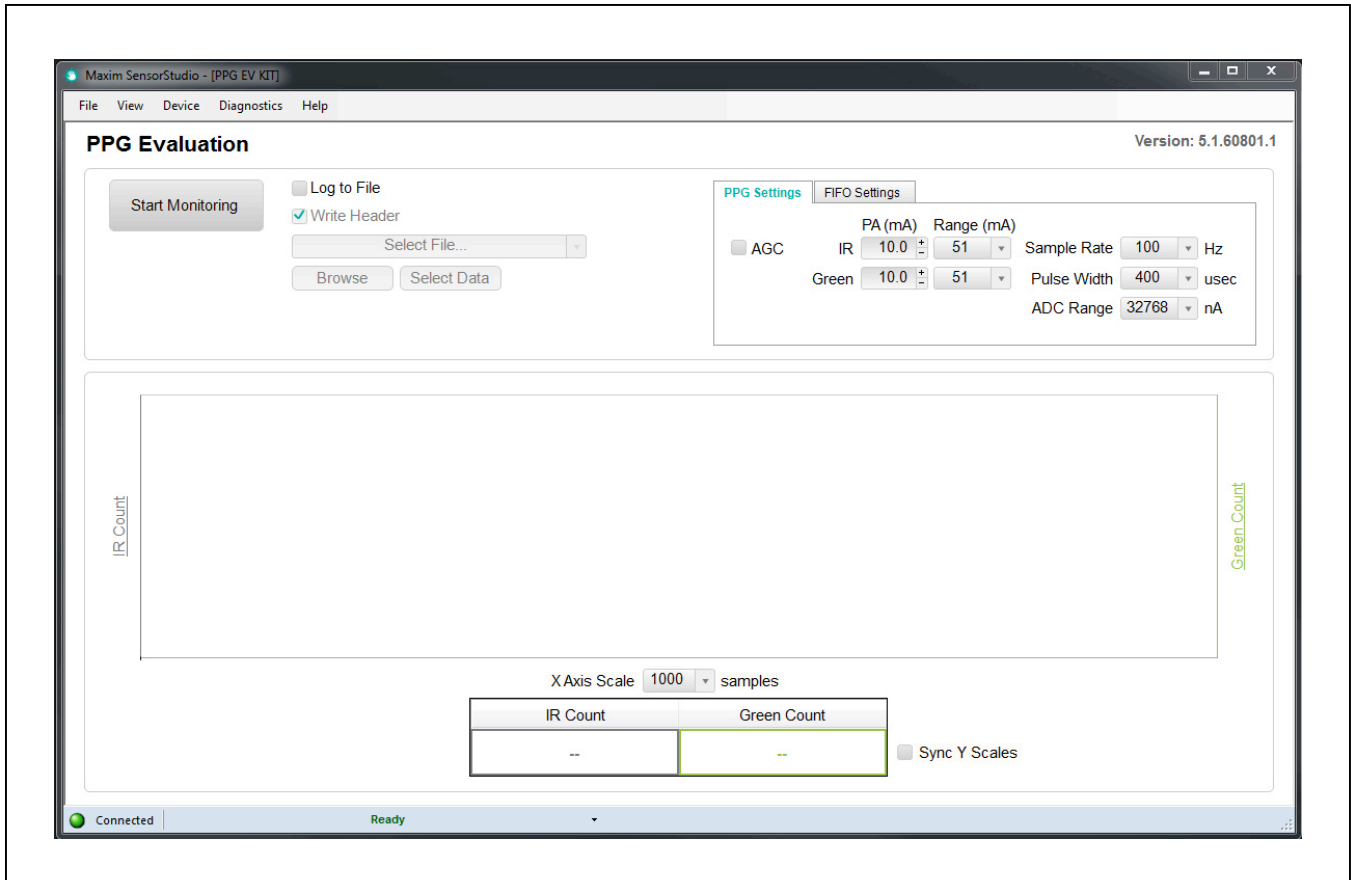 Maxim SensorStudio - [PPG EV KIT]
File View Device Diagnostics Help
PPG Evaluation
Version: 5.1.60801.1
Start Monitoring
Log to File
Write Header
Select File...
Browse Select Data
PPG Settings FIFO Settings
PA (mA) Range (mA)
AGC IR 10.0 51 Sample Rate 100 Hz
Green 10.0 51 Pulse Width 400 usec
ADC Range 32768 nA
IR Count
Green Count
X Axis Scale 1000 samples
IR Count Green Count
-- --
Sync Y Scales
Connected Ready